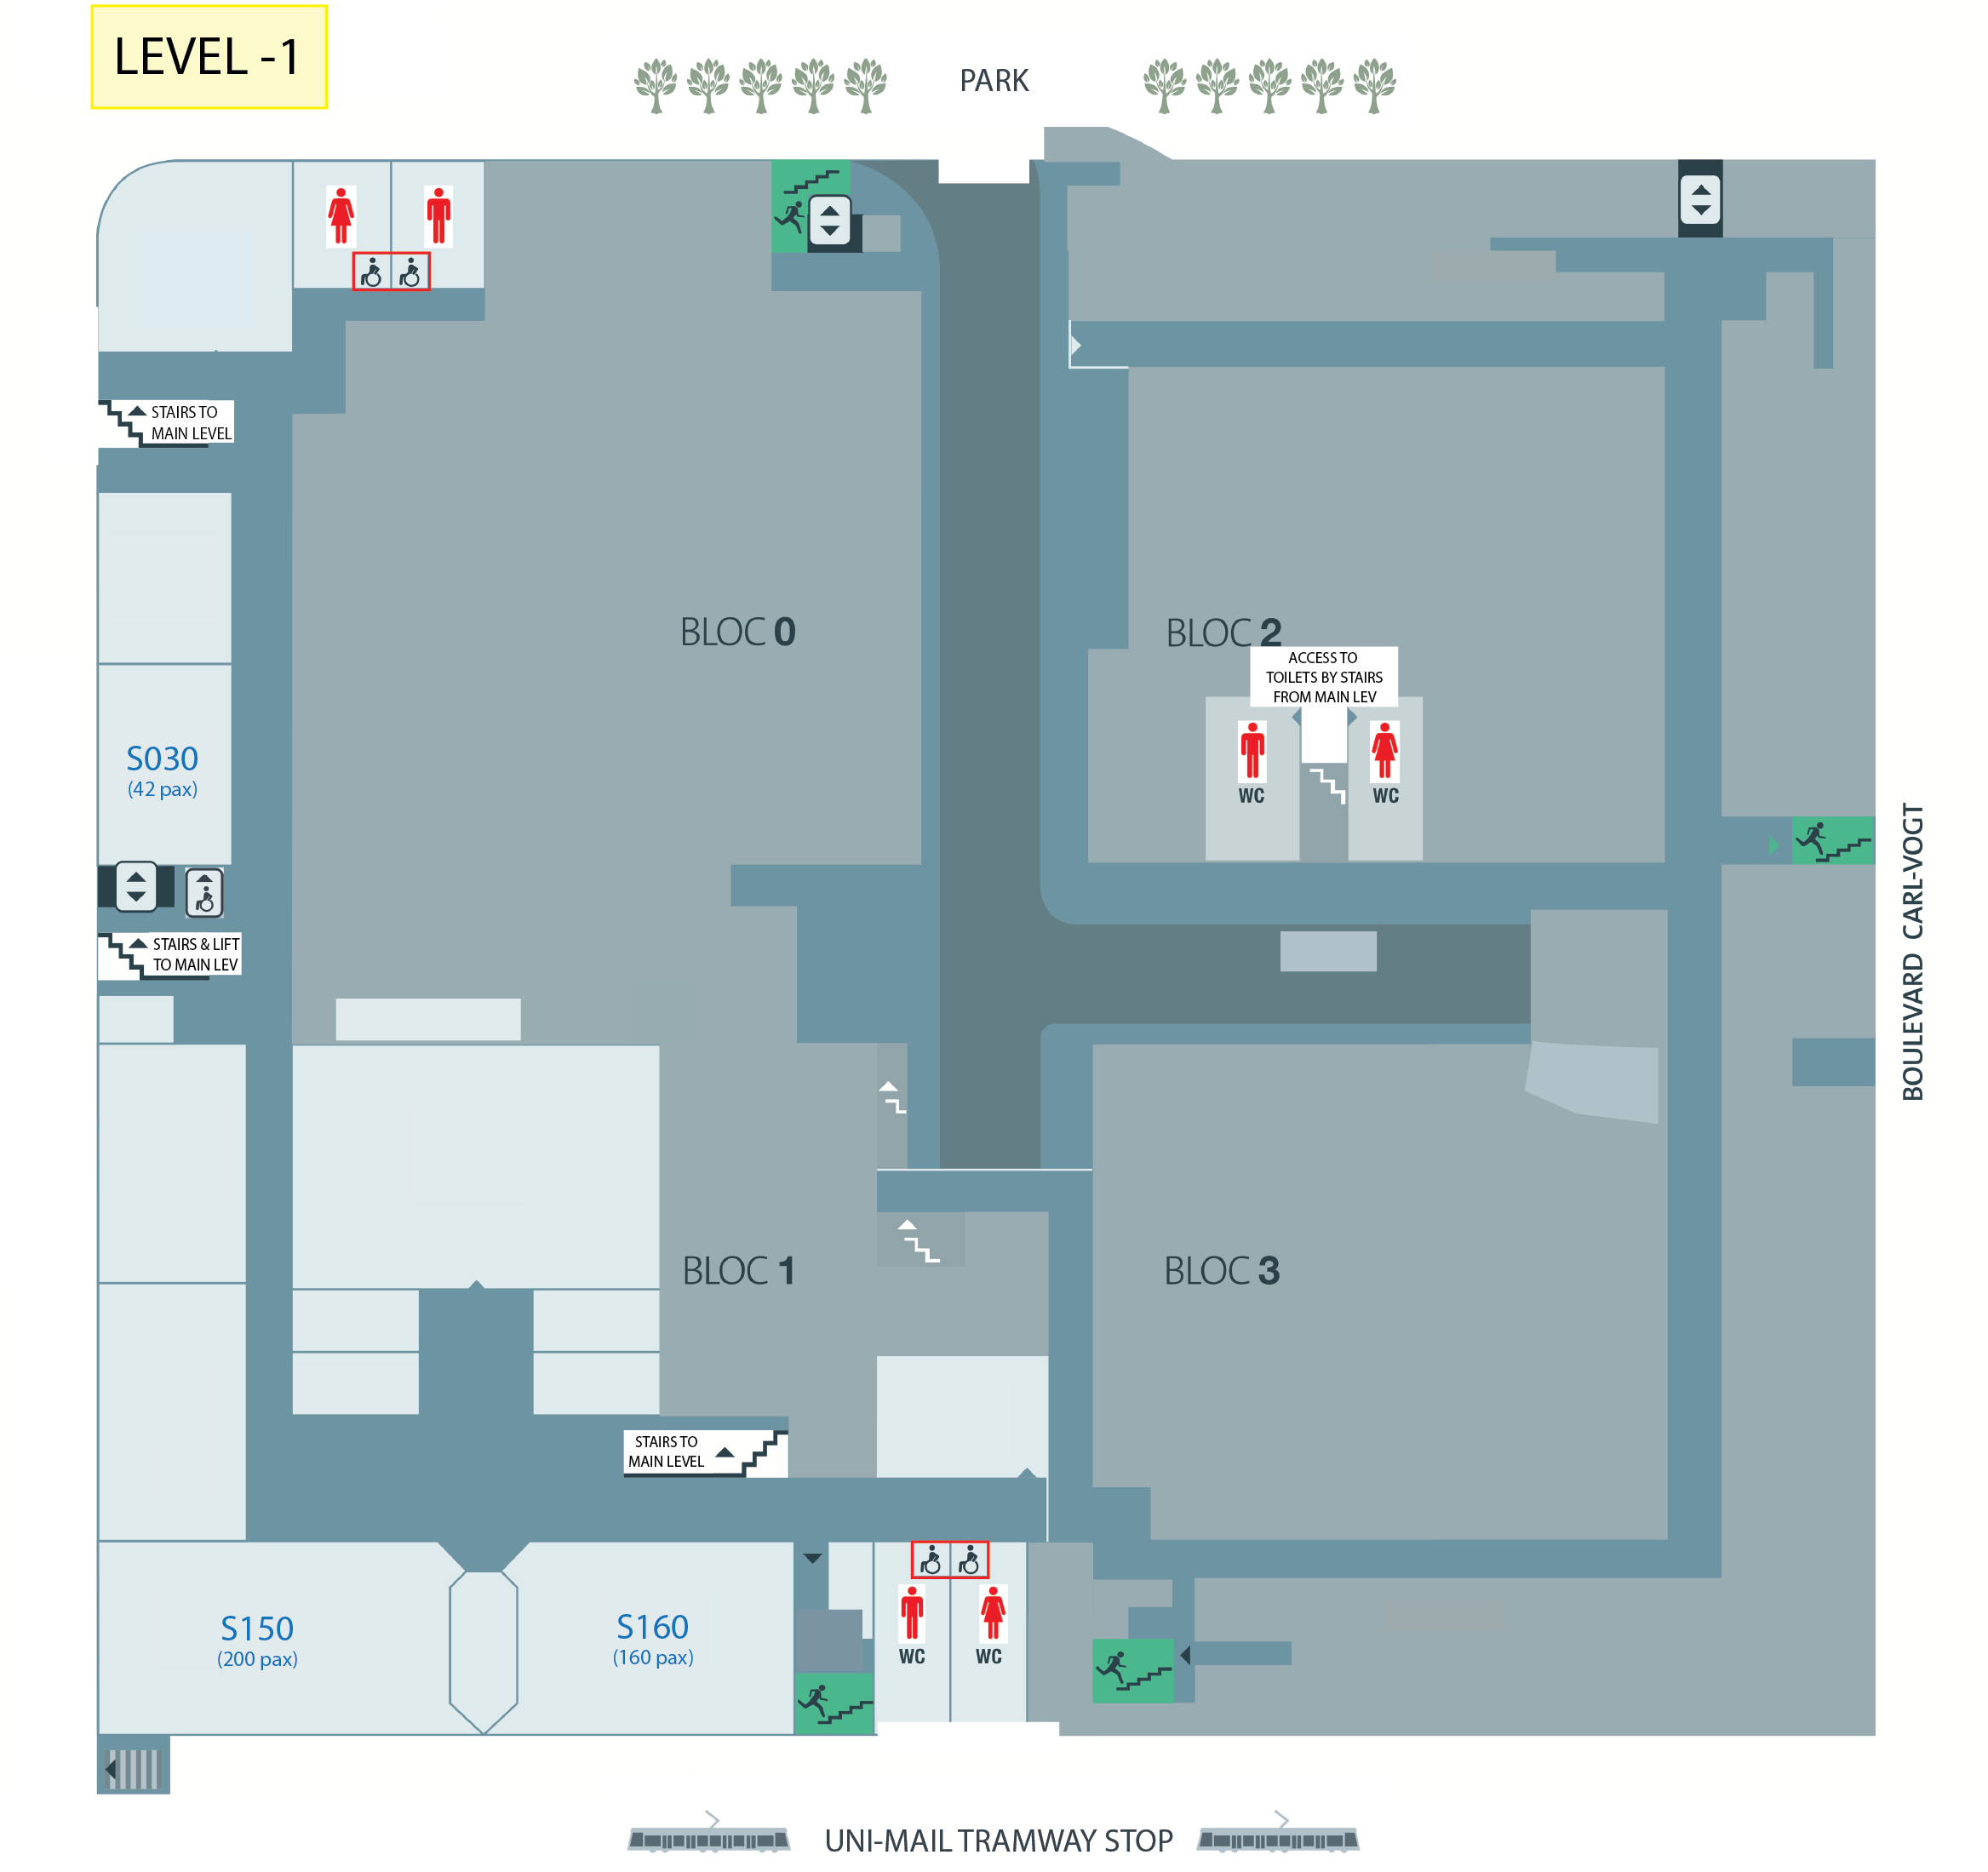 LEVEL -1
PARK
STAIRS TO
MAIN LEVEL
BLOC 0
BLOC 2
ACCESS TO
TOILETS BY STAIRS
FROM MAIN LEV
S030
(42 pax)
WC
WC
BOULEVARD CARL-VOGT
STAIRS & LIFT
TO MAIN LEV
BLOC 1
BLOC 3
STAIRS TO
MAIN LEVEL
S150
(200 pax)
S160
(160 pax)
WC
WC
UNI-MAIL TRAMWAY STOP